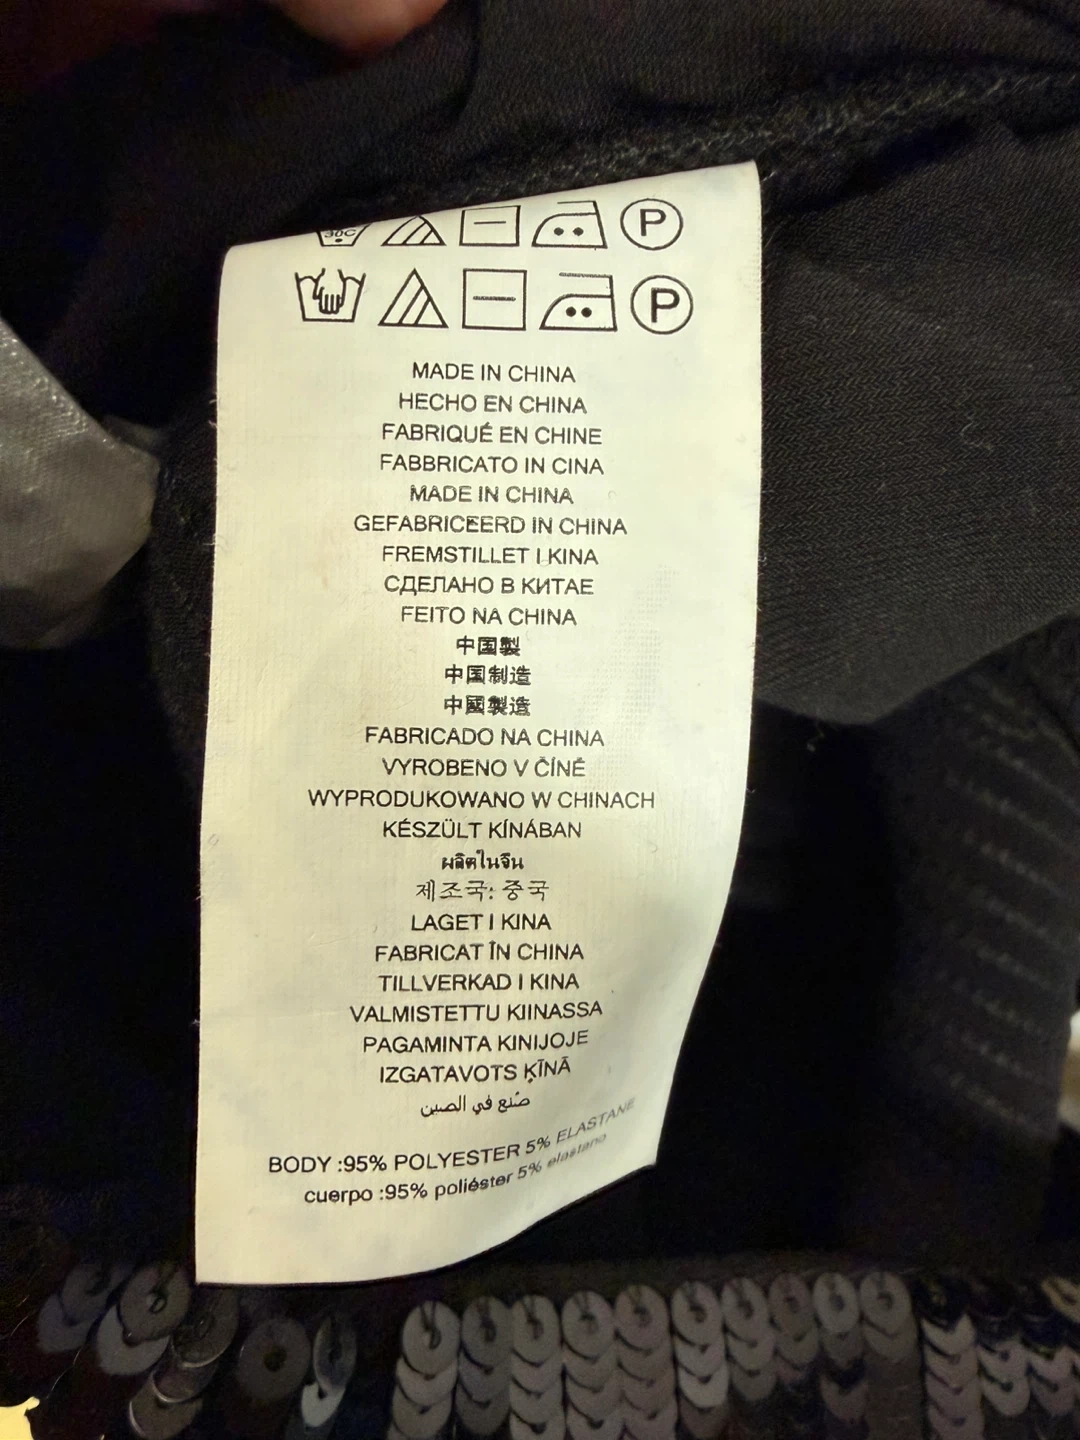 30C P
P
MADE IN CHINA
HECHO EN CHINA
FABRIQUÉ EN CHINE
FABBRICATO IN CINA
MADE IN CHINA
GEFABRICEERD IN CHINA
FREMSTILLET I KINA
СДЕЛАНО В КИТАЕ
FEITO NA CHINA
中国製
中国制造
中國製造
FABRICADO NA CHINA
VYROBENO V ČÍNĚ
WYPRODUKOWANO W CHINACH
KÉSZÜLT KÍNÁBAN
ผลิตในจีน
제조국: 중국
LAGET I KINA
FABRICAT ÎN CHINA
TILLVERKAD I KINA
VALMISTETTU KIINASSA
PAGAMINTA KINIJOJE
IZGATAVOTS ĶĪNĀ
صُنع في الصين
BODY :95% POLYESTER 5% ELASTANE
cuerpo :95% poliéster 5% elastano